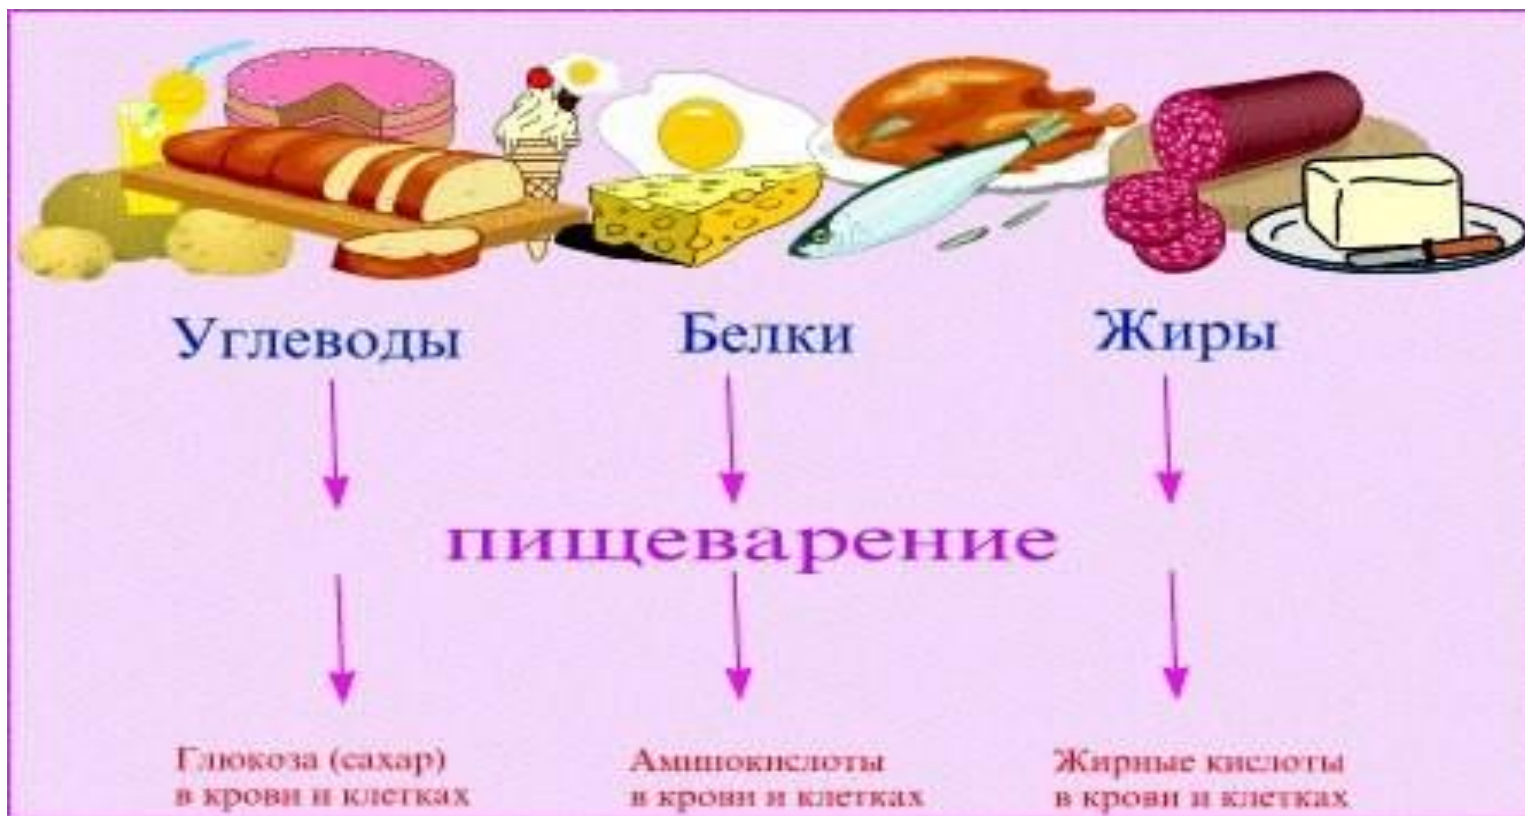 Углеводы Белки Жиры
пищеварение
Глюкоза (сахар)
в крови и клетках
Аминокислоты
в крови и клетках
Жирные кислоты
в крови и клетках